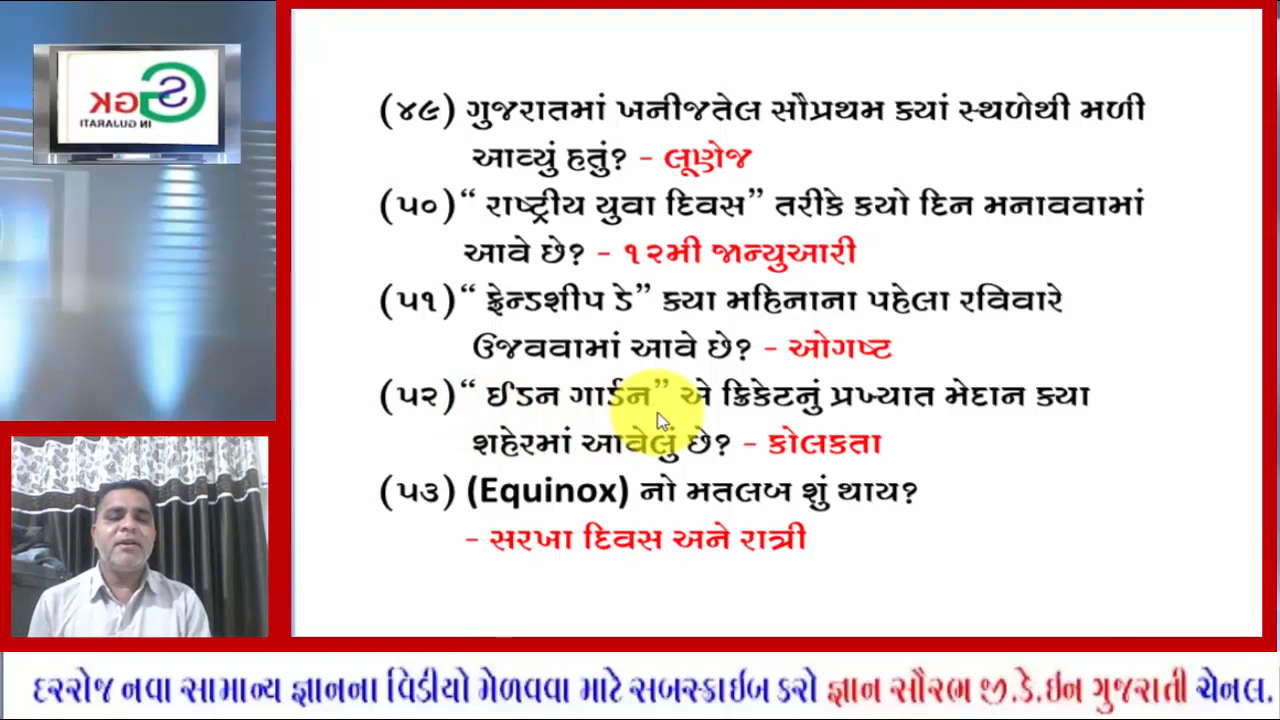 SGK
IN GUJARATI
(૪૯) ગુજરાતમાં ખનીજતેલ સૌપ્રથમ ક્યાં સ્થળેથી મળી
આવ્યું હતું? - લૂણેજ
(૫૦) “ રાષ્ટ્રીય યુવા દિવસ” તરીકે કયો દિન મનાવવામાં
આવે છે? - ૧૨મી જાન્યુઆરી
(૫૧) “ ફ્રેન્ડશીપ ડે” ક્યા મહિનાના પહેલા રવિવારે
ઉજવવામાં આવે છે? - ઓગષ્ટ
(૫૨) “ ઈડન ગાર્ડન” એ ક્રિકેટનું પ્રખ્યાત મેદાન ક્યા
શહેરમાં આવેલું છે? - કોલકતા
(૫૩) (Equinox) નો મતલબ શું થાય?
- સરખા દિવસ અને રાત્રી
દરરોજ નવા સામાન્ય જ્ઞાનના વિડીયો મેળવવા માટે સબસ્ક્રાઈબ કરો જ્ઞાન સૌરભ જી.કે.ઇન ગુજરાતી ચેનલ.